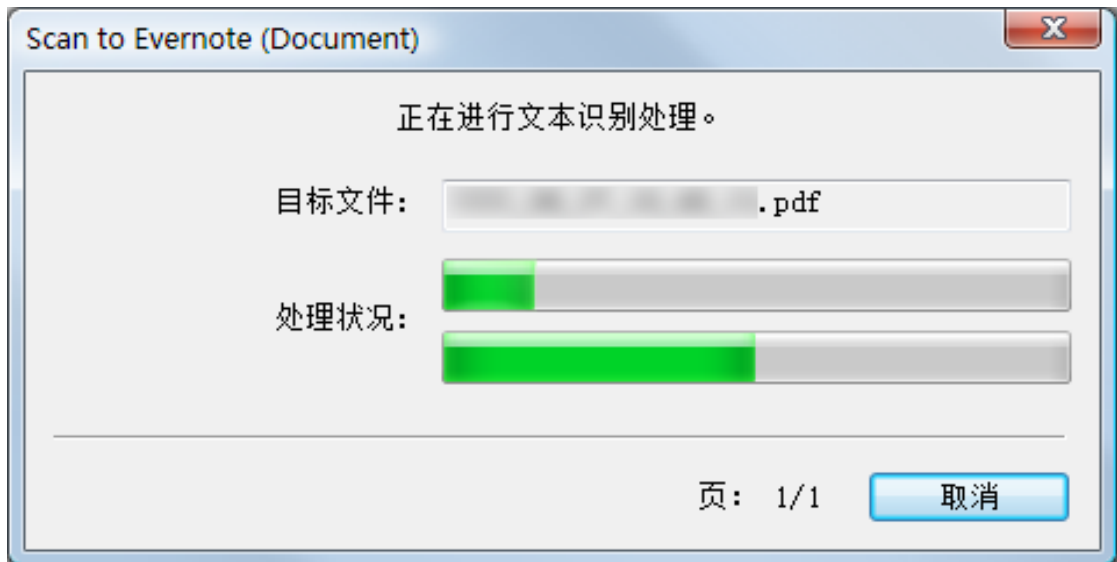 Scan to Evernote (Document)
正在进行文本识别处理。
目标文件: .pdf
处理状况:
页: 1/1
取消